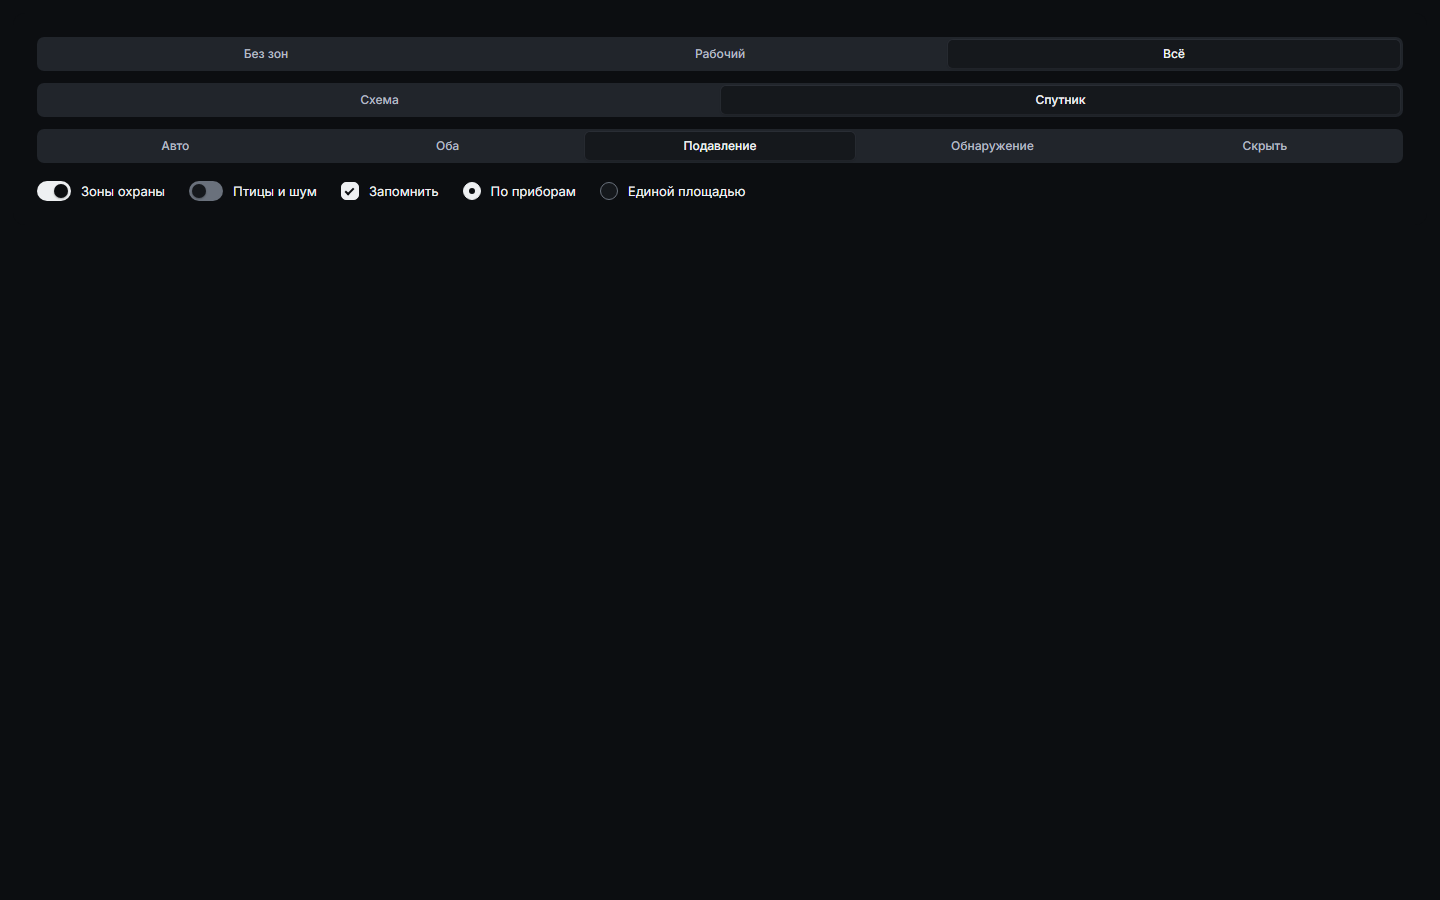 Без зон Рабочий Всё
Схема Спутник
Авто Оба Подавление Обнаружение Скрыть
Зоны охраны Птицы и шум Запомнить По приборам Единой площадью